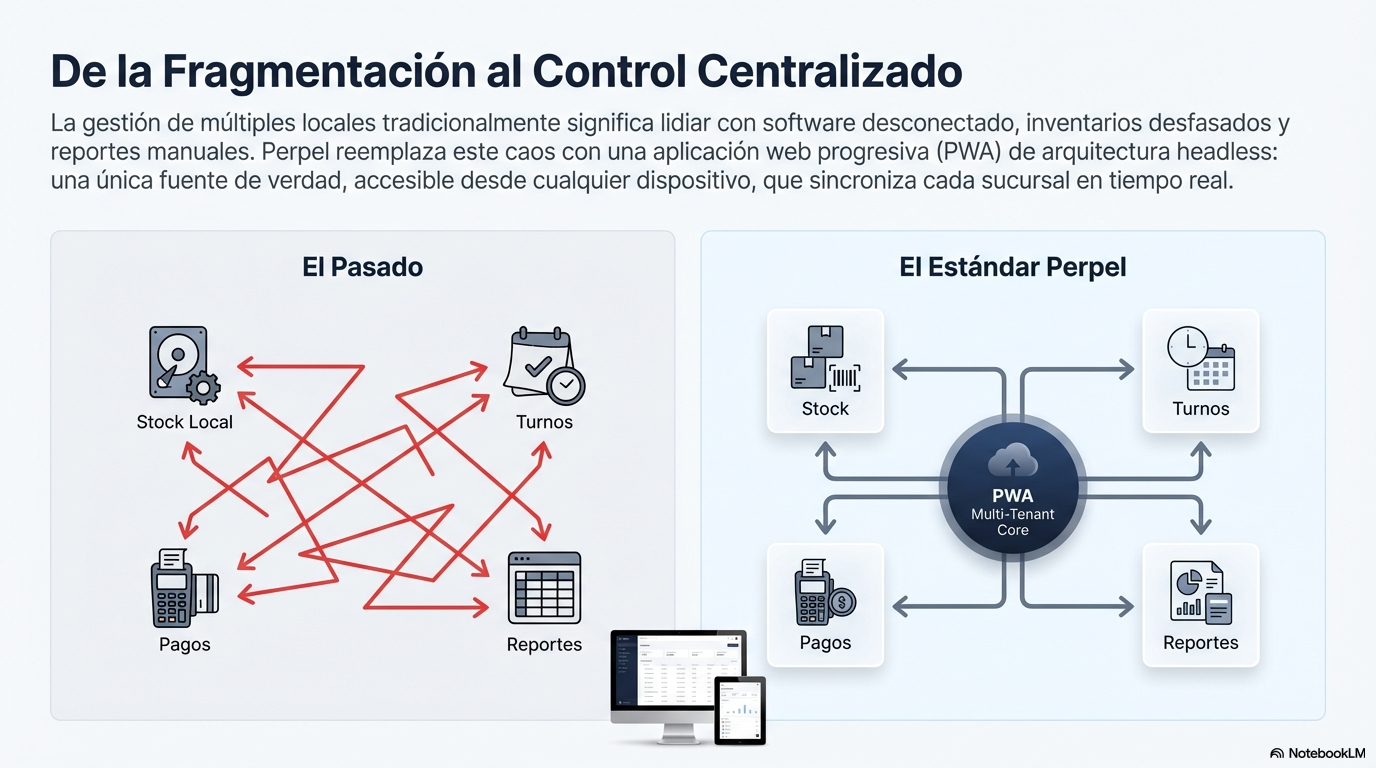 De la Fragmentación al Control Centralizado
La gestión de múltiples locales tradicionalmente significa lidiar con software desconectado, inventarios desfasados y
reportes manuales. Perpel reemplaza este caos con una aplicación web progresiva (PWA) de arquitectura headless:
una única fuente de verdad, accesible desde cualquier dispositivo, que sincroniza cada sucursal en tiempo real.
El Pasado
Stock Local
Turnos
Pagos
Reportes
El Estándar Perpel
Stock
Turnos
PWA
Multi-Tenant
Core
Pagos
Reportes
NotebookLM